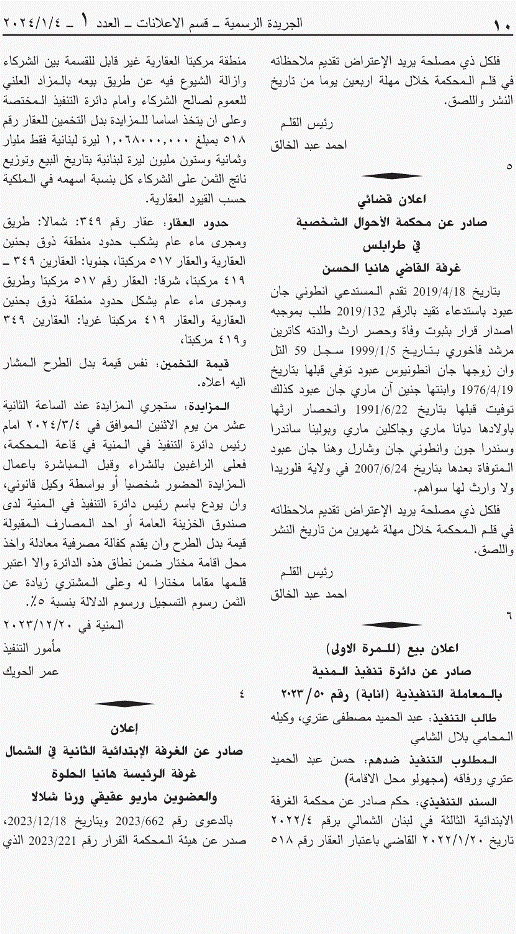 ١٠
الجريدة الرسمية ــ قسم الاعلانات ــ العدد ١ ــ ٢٠٢٤/١/٤
فلكل ذي مصلحة يريد الإعتراض تقديم ملاحظاته
في قلم المحكمة خلال مهلة اربعين يوما من تاريخ
النشر واللصق.
رئيس القلم
احمد عبد الخالق
٥
اعلان قضائي
صادر عن محكمة الأحوال الشخصية
في طرابلس
غرفة القاضي هانيا الحسن
بتاريخ 2019/4/18 تقدم المستدعي انطوني جان
عبود باستدعاء تقيد بالرقم 2019/132 طلب بموجبه
اصدار قرار بثبوت وفاة وحصر ارث والدته كاترين
مرشد فاخوري بتاريخ 1999/1/5 سجل 59 التل
وان زوجها جان انطونيوس عبود توفي قبلها بتاريخ
1976/4/19 وابنتها جنين آن ماري جان عبود كذلك
توفيت قبلها بتاريخ 1991/6/22 وانحصار ارثها
باولادها ديانا ماري وجاكلين ماري وبولينا ساندرا
وسندرا جون وانطوني جان وشارل وهنا جان عبود
المتوفاة بعدها بتاريخ 2007/6/24 في ولاية فلوريدا
ولا وارث لها سواهم.
فلكل ذي مصلحة يريد الإعتراض تقديم ملاحظاته
في قلم المحكمة خلال مهلة شهرين من تاريخ النشر
واللصق.
رئيس القلم
احمد عبد الخالق
٦
اعلان بيع (للمرة الاولى)
صادر عن دائرة تنفيذ المنية
بالمعاملة التنفيذية (انابة) رقم ٢٠٢٣/٥٠
طالب التنفيذ: عبد الحميد مصطفى عتري، وكيله
المحامي بلال الشامي
المطلوب التنفيذ ضدهم: حسن عبد الحميد
عتري ورفاقه (مجهولو محل الاقامة)
السند التنفيذي: حكم صادر عن محكمة الغرفة
الابتدائية الثالثة في لبنان الشمالي برقم ٢٠٢٢/٤
تاريخ ٢٠٢٢/١/٢٠ القاضي باعتبار العقار رقم ٥١٨
منطقة مركبتا العقارية غير قابل للقسمة بين الشركاء
وازالة الشيوع فيه عن طريق بيعه بالمزاد العلني
للعموم لصالح الشركاء وامام دائرة التنفيذ المختصة
وعلى ان يتخذ اساسا للمزايدة بدل التخمين للعقار رقم
٥١٨ بمبلغ ١,٠٦٨٠٠٠,٠٠٠ ليرة لبنانية فقط مليار
وثمانية وستون مليون ليرة لبنانية بتاريخ البيع وتوزيع
ناتج الثمن على الشركاء كل بنسبة اسهمه في الملكية
حسب القيود العقارية.
حدود العقار: عقار رقم ٣٤٩: شمالا: طريق
ومجرى ماء عام يشكب حدود منطقة ذوق بحنين
العقارية والعقار ٥١٧ مركبتا، جنوبا: العقارين ٣٤٩ ــ
٤١٩ مركبتا، شرقا: العقار رقم ٥١٧ مركبتا وطريق
ومجرى ماء عام يشكل حدود منطقة ذوق بحنين
العقارية والعقار ٤١٩ مركبتا غربا: العقارين ٣٤٩
و٤١٩ مركبتا،
قيمة التخمين: نفس قيمة بدل الطرح المشار
اليه اعلاه.
المزايدة: ستجري المزايدة عند الساعة الثانية
عشر من يوم الاثنين الموافق في ٢٠٢٤/٣/٤ امام
رئيس دائرة التنفيذ في المنية في قاعة المحكمة،
فعلى الراغبين بالشراء وقبل المباشرة باعمال
المزايدة الحضور شخصيا أو بواسطة وكيل قانوني،
وان يودع باسم رئيس دائرة التنفيذ في المنية لدى
صندوق الخزينة العامة أو احد المصارف المقبولة
قيمة بدل الطرح وان يقدم كفالة مصرفية معادلة واخذ
محل اقامة مختار ضمن نطاق هذه الدائرة والا اعتبر
قلمها مقاما مختارا له وعلى المشتري زيادة عن
الثمن رسوم التسجيل ورسوم الدلالة بنسبة ٥٪.
المنية في ٢٠٢٣/١٢/٢٠
مأمور التنفيذ
عمر الحويك
٤
إعلان
صادر عن الغرفة الإبتدائية الثانية في الشمال
غرفة الرئيسة هانيا الحلوة
والعضوين ماريو عقيقي ورنا شلالا
بالدعوى رقم 2023/662 وبتاريخ 2023/12/18،
صدر عن هيئة المحكمة القرار رقم 2023/221 الذي